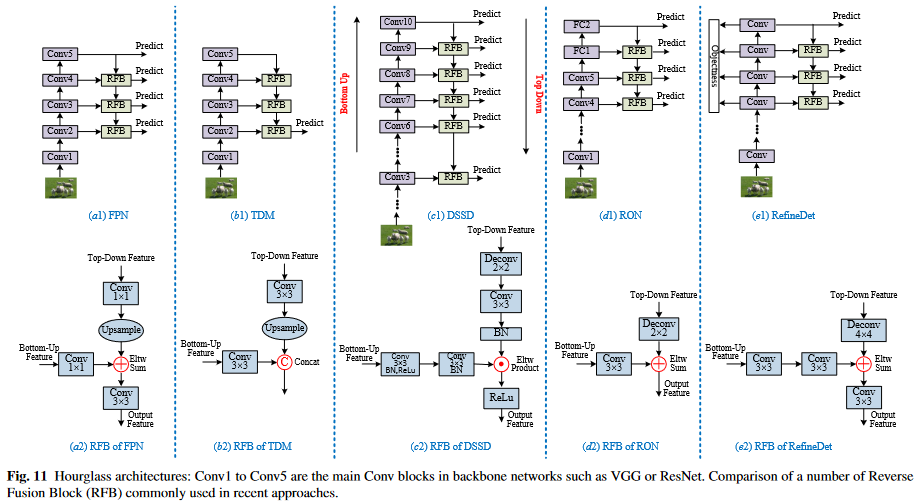 Conv5
Predict
Conv4
RFB
Predict
Conv3
RFB
Predict
Conv2
RFB
Predict
Conv1
(a1) FPN
Conv5
Conv4
RFB
Conv3
RFB
Conv2
RFB
Predict
Conv1
(b1) TDM
Bottom Up
Conv10
Predict
Conv9
RFB
Predict
Conv8
RFB
Predict
Conv7
RFB
Predict
Conv6
RFB
Predict
Conv3
RFB
Predict
Top Down
(c1) DSSD
FC2
Predict
FC1
RFB
Predict
Conv5
RFB
Predict
Conv4
RFB
Predict
Conv1
(d1) RON
Objectness
Conv
Predict
Conv
RFB
Predict
Conv
RFB
Predict
Conv
RFB
Predict
Conv
(e1) RefineDet
Top-Down Feature
Conv
1×1
Upsample
Bottom-Up
Feature
Conv
1×1
Eltw
Sum
Conv
3×3
Output
Feature
(a2) RFB of FPN
Top-Down Feature
Conv
3×3
Upsample
Bottom-Up
Feature
Conv
3×3
C
Concat
(b2) RFB of TDM
Top-Down Feature
Deconv
2×2
Conv
3×3
BN
Bottom-Up
Feature
Conv
3×3
BN,ReLu
Conv
3×3
BN
Eltw
Product
ReLu
Output
Feature
(c2) RFB of DSSD
Top-Down Feature
Deconv
2×2
Bottom-Up
Feature
Conv
3×3
Eltw
Sum
Output
Feature
(d2) RFB of RON
Top-Down Feature
Deconv
4×4
Bottom-Up
Feature
Conv
3×3
Conv
3×3
Eltw
Sum
Conv
3×3
Output
Feature
(e2) RFB of RefineDet
Fig. 11 Hourglass architectures: Conv1 to Conv5 are the main Conv blocks in backbone networks such as VGG or ResNet. Comparison of a number of Reverse
Fusion Block (RFB) commonly used in recent approaches.